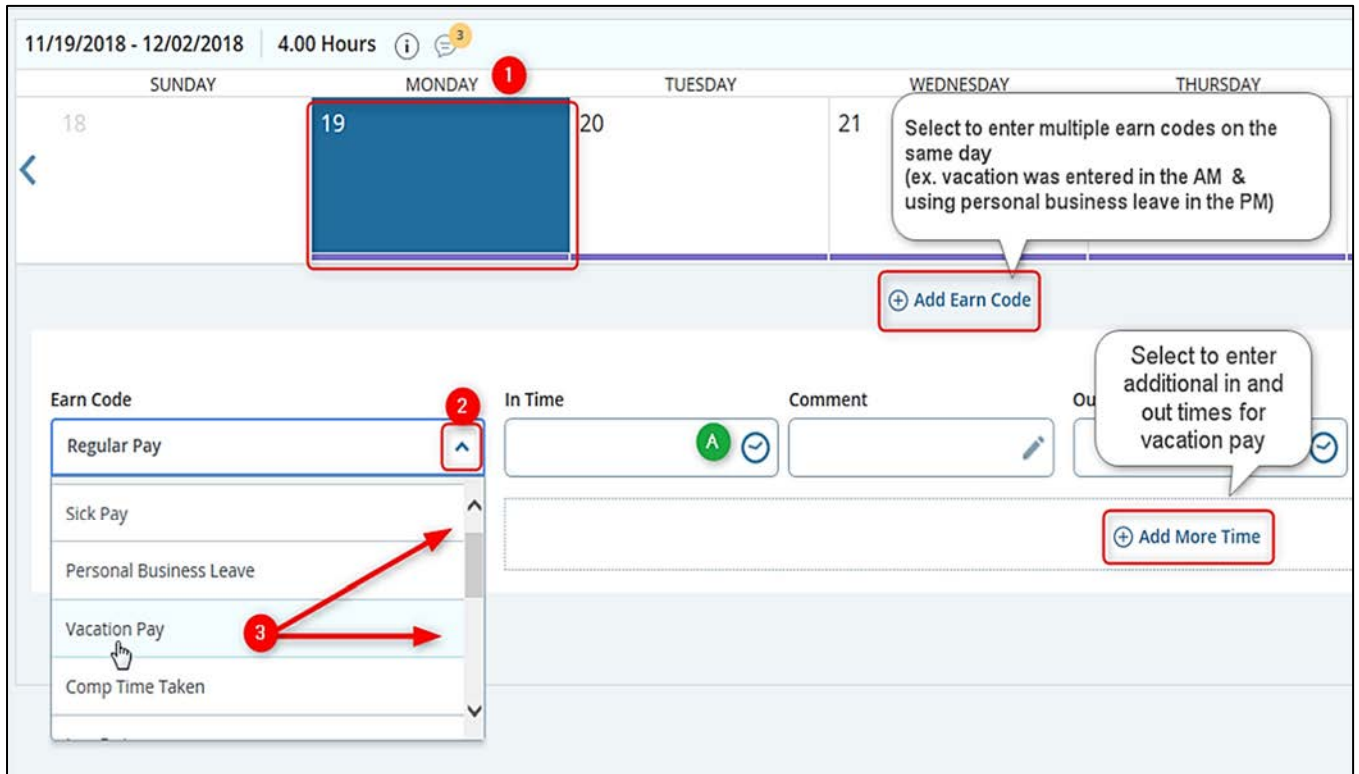 11/19/2018 - 12/02/2018 4.00 Hours 3
SUNDAY MONDAY 1 TUESDAY WEDNESDAY THURSDAY
18 19 20 21
Select to enter multiple earn codes on the
same day
(ex. vacation was entered in the AM &
using personal business leave in the PM)
Add Earn Code
Select to enter
additional in and
out times for
vacation pay
Earn Code 2 In Time Comment Ou
Regular Pay A
Sick Pay
Add More Time
Personal Business Leave
Vacation Pay 3
Comp Time Taken